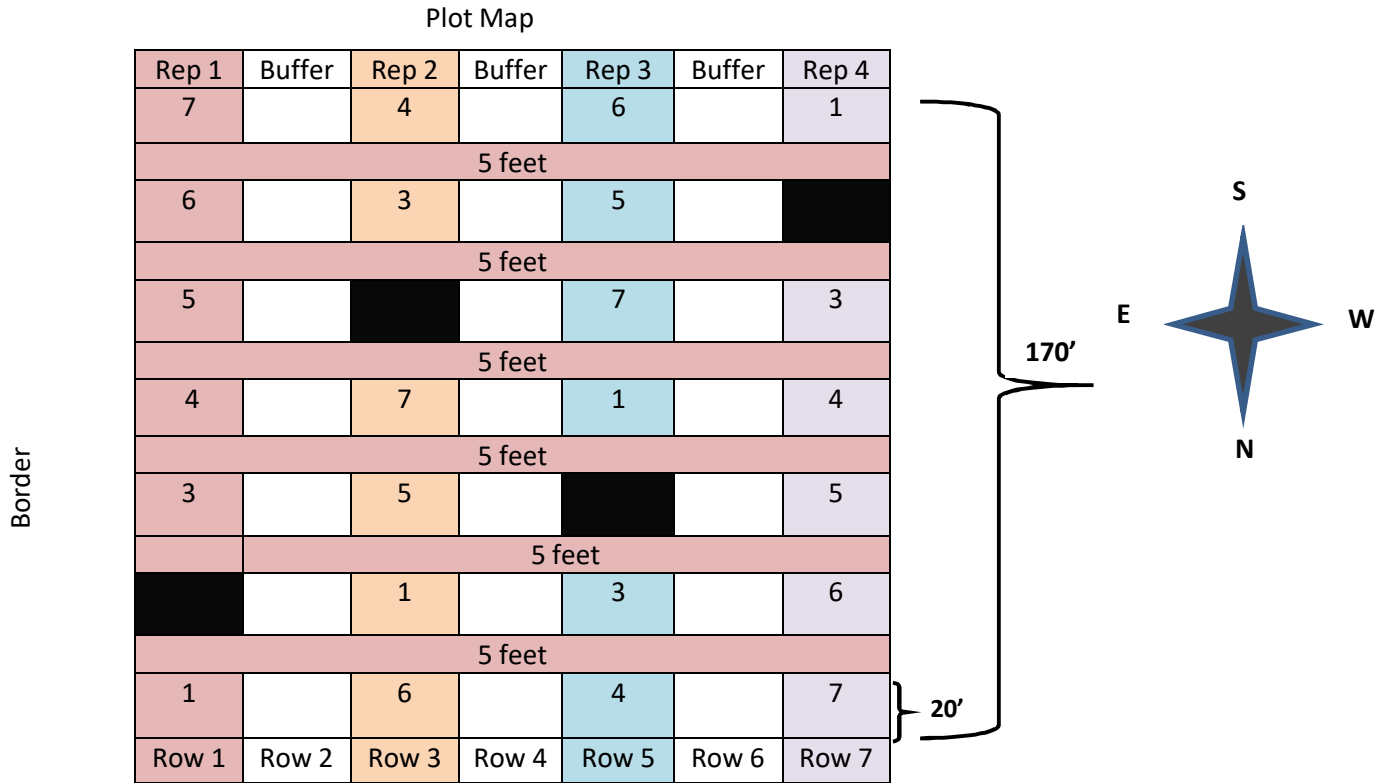 Plot Map
Rep 1 Buffer Rep 2 Buffer Rep 3 Buffer Rep 4
7 4 6 1
5 feet
6 3 5
5 feet
5 7 3
5 feet
4 7 1 4
5 feet
3 5 5
5 feet
1 3 6
5 feet
1 6 4 7
Row 1 Row 2 Row 3 Row 4 Row 5 Row 6 Row 7
Border
20’
170’
S
E W
N